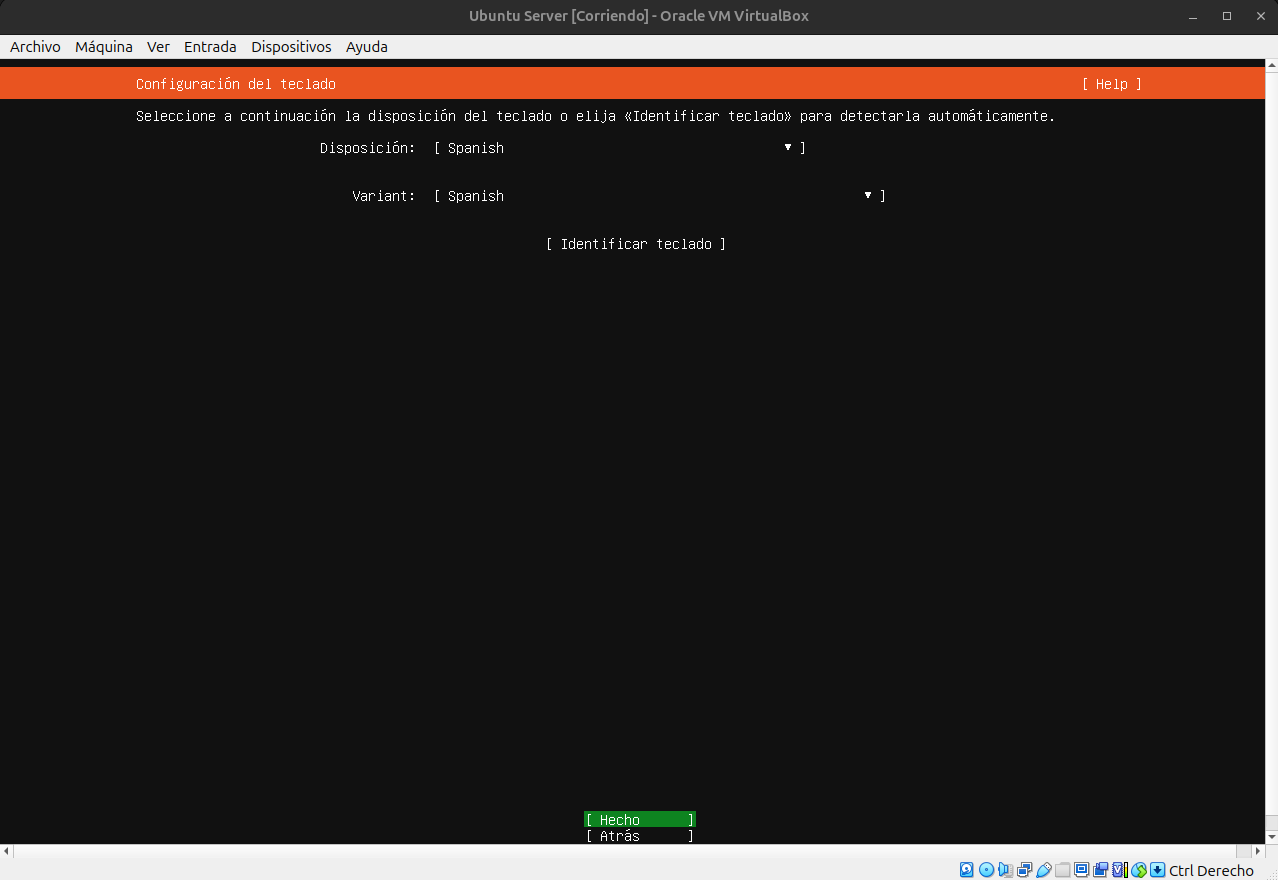 Ubuntu Server [Corriendo] - Oracle VM VirtualBox
Archivo Máquina Ver Entrada Dispositivos Ayuda
Configuración del teclado [ Help ]
Seleccione a continuación la disposición del teclado o elija «Identificar teclado» para detectarla automáticamente.
Disposición: [ Spanish ▾ ]
Variant: [ Spanish ▾ ]
[ Identificar teclado ]
[ Hecho ]
[ Atrás ]
Ctrl Derecho